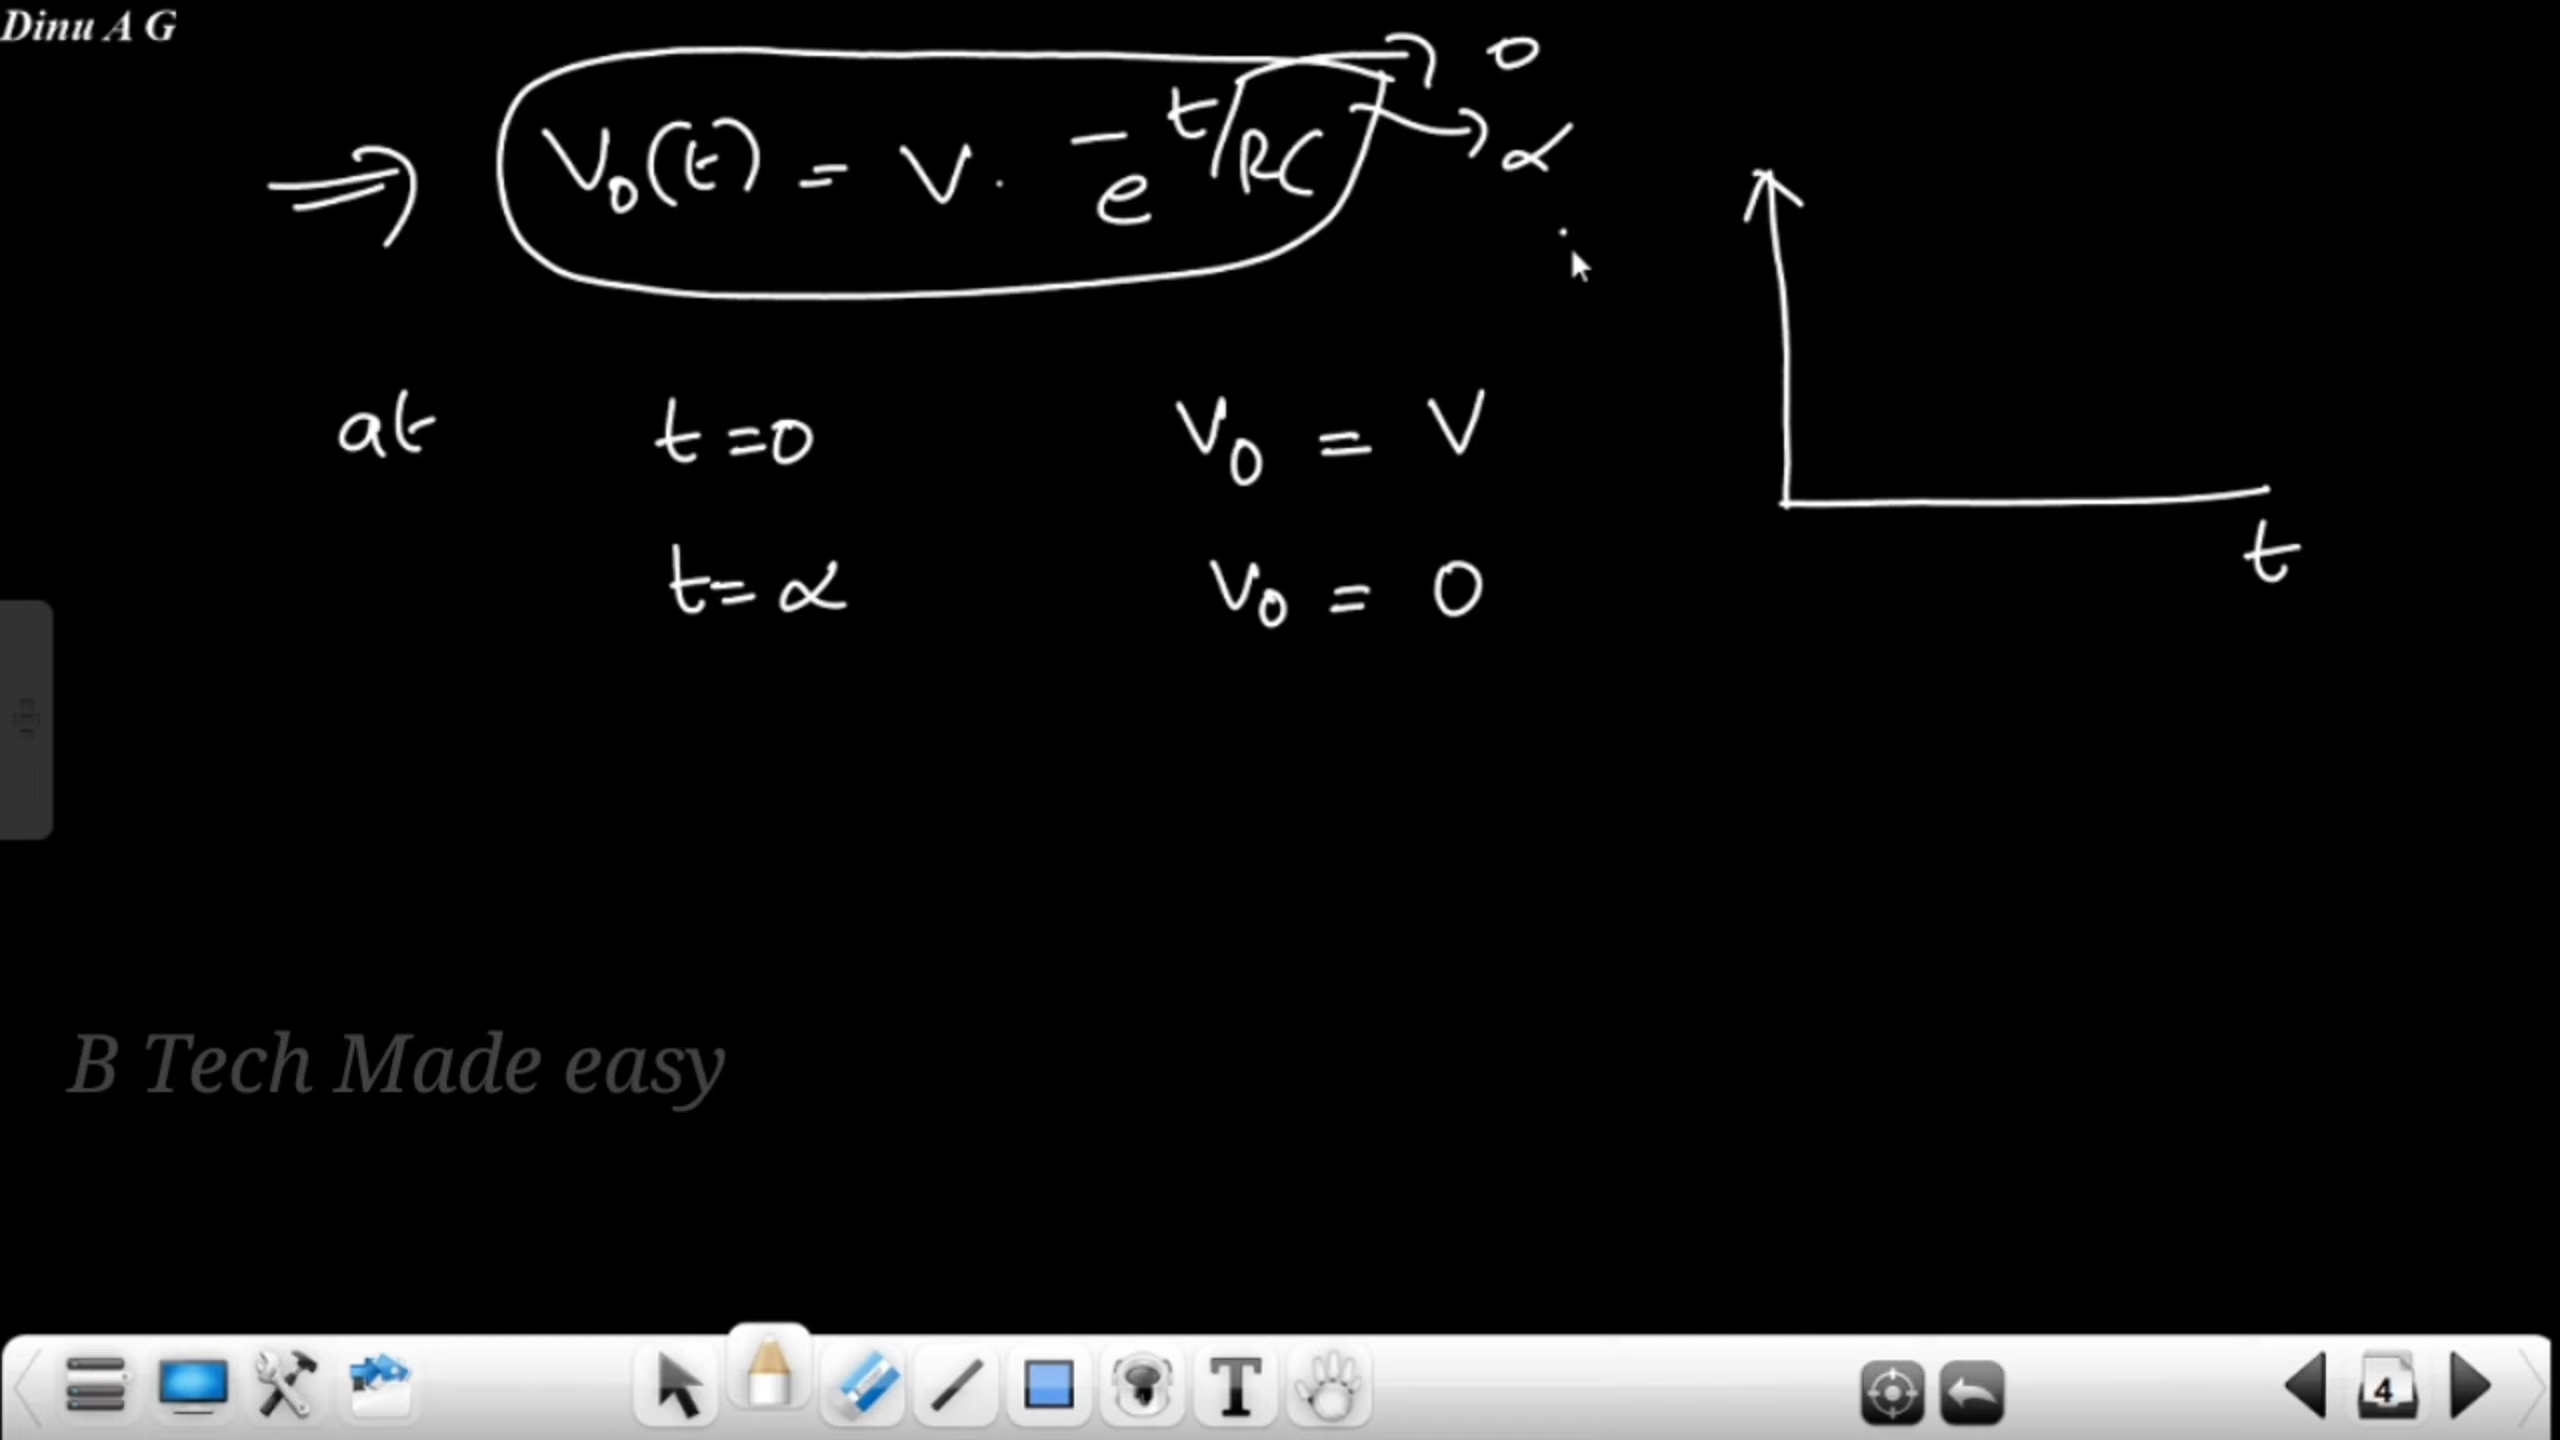 Dinu A G
⇒ V₀(t) = V. e^-t/RC → 0
→ α
at t=0 V₀ = V
t= α V₀ = 0
t
B Tech Made easy
4